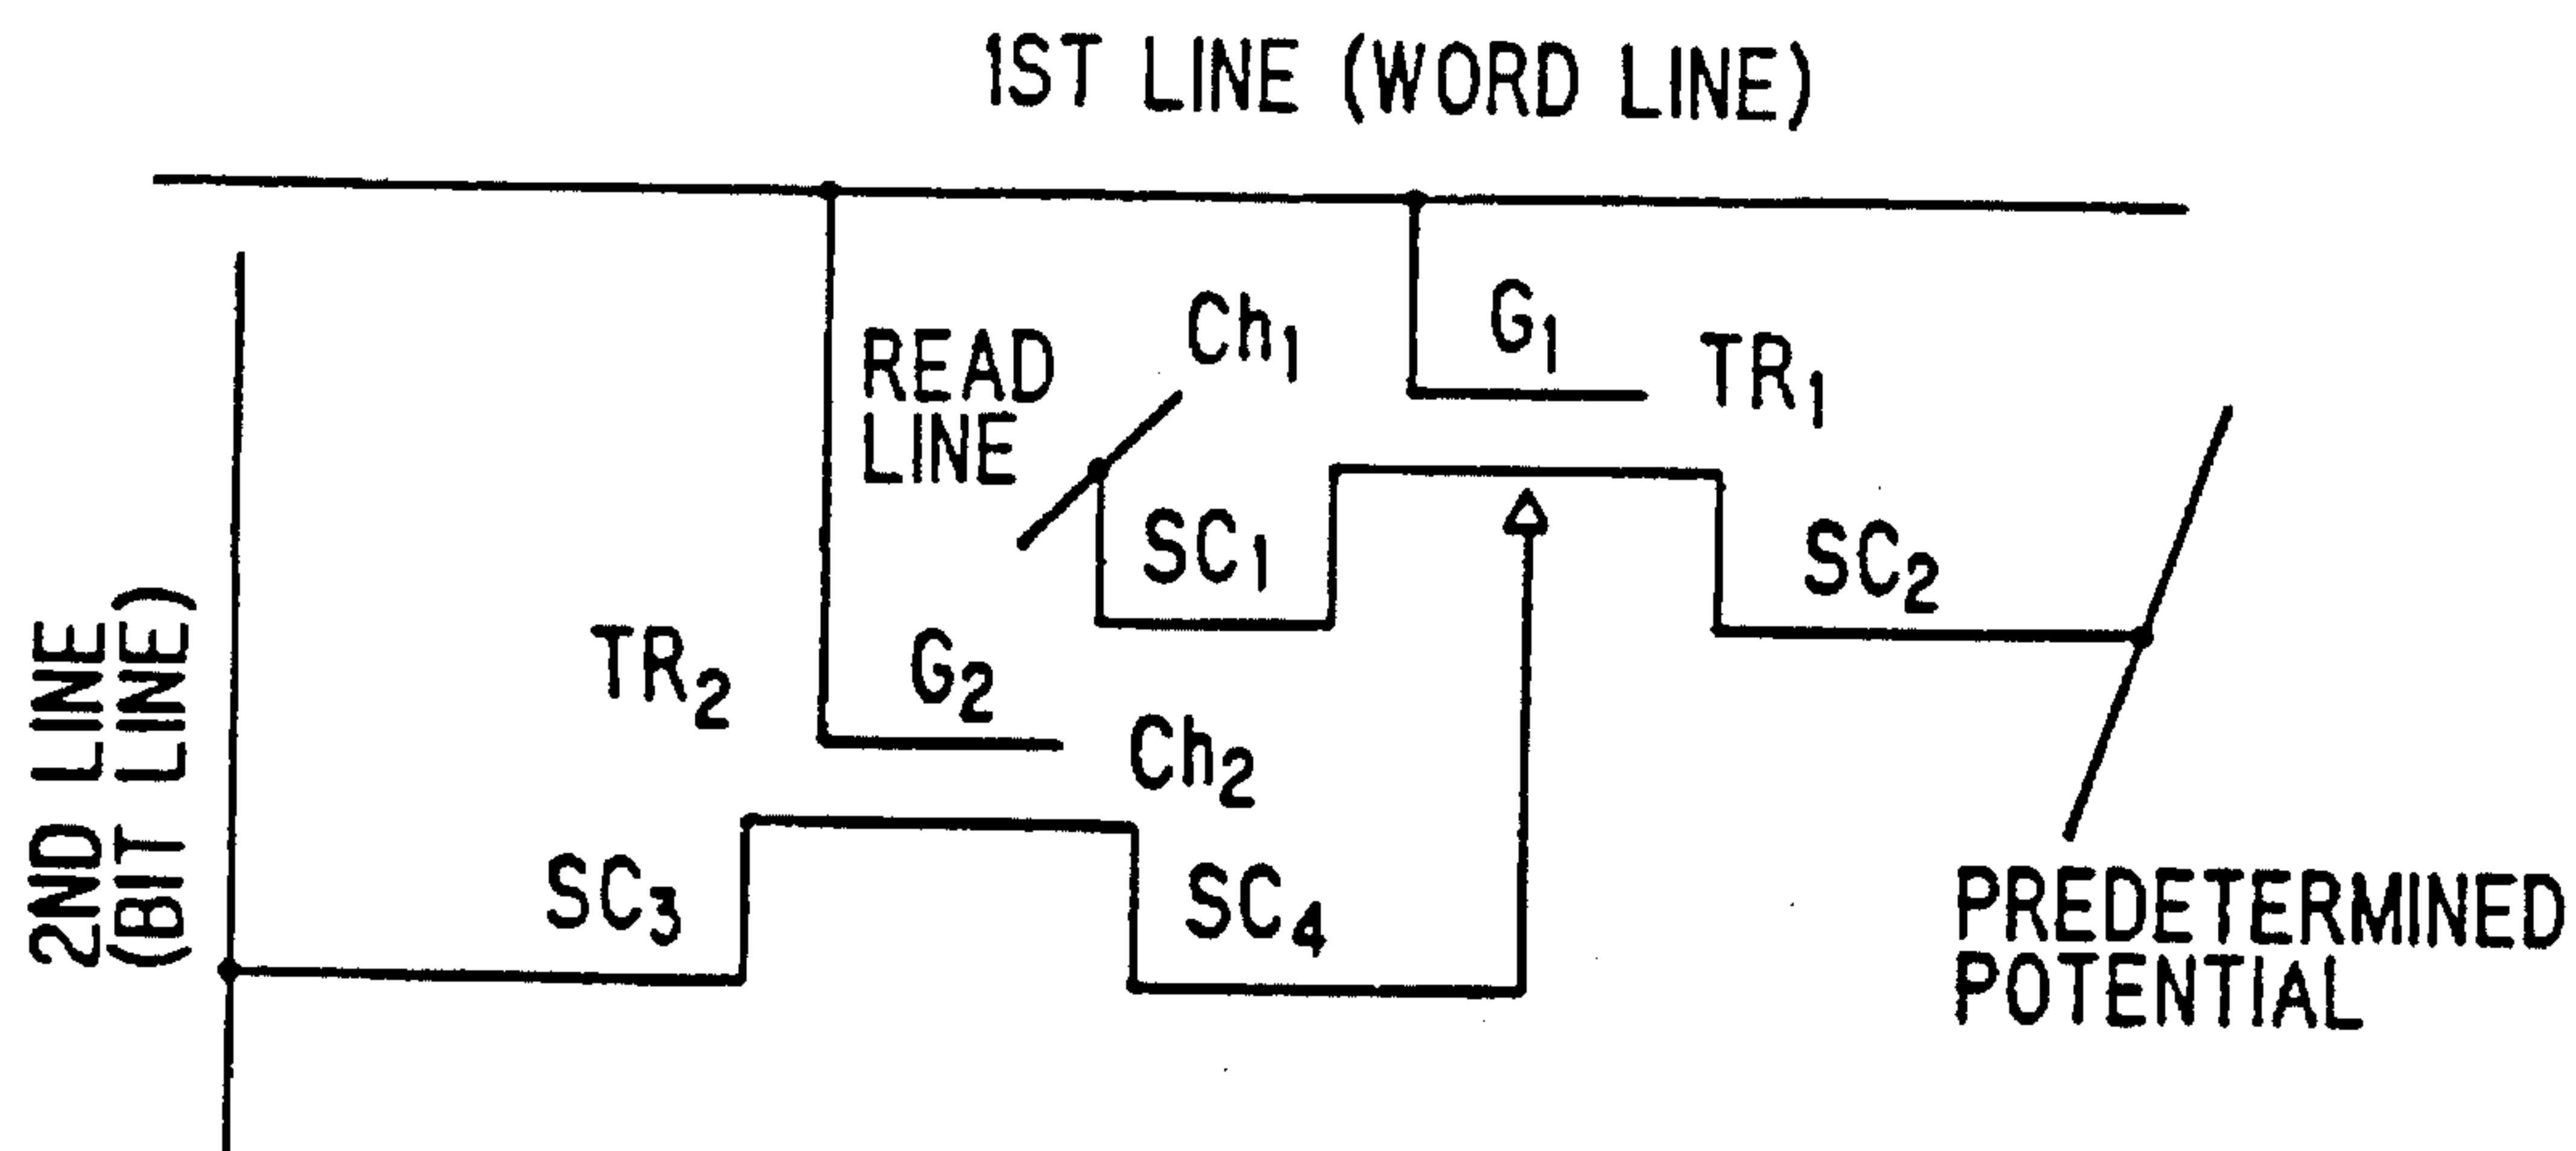 1ST LINE (WORD LINE)
Ch₁
G₁
READ
LINE
TR₁
SC₁
SC₂
TR₂
G₂
Ch₂
2ND LINE
(BIT LINE)
SC₃
SC₄
PREDETERMINED
POTENTIAL